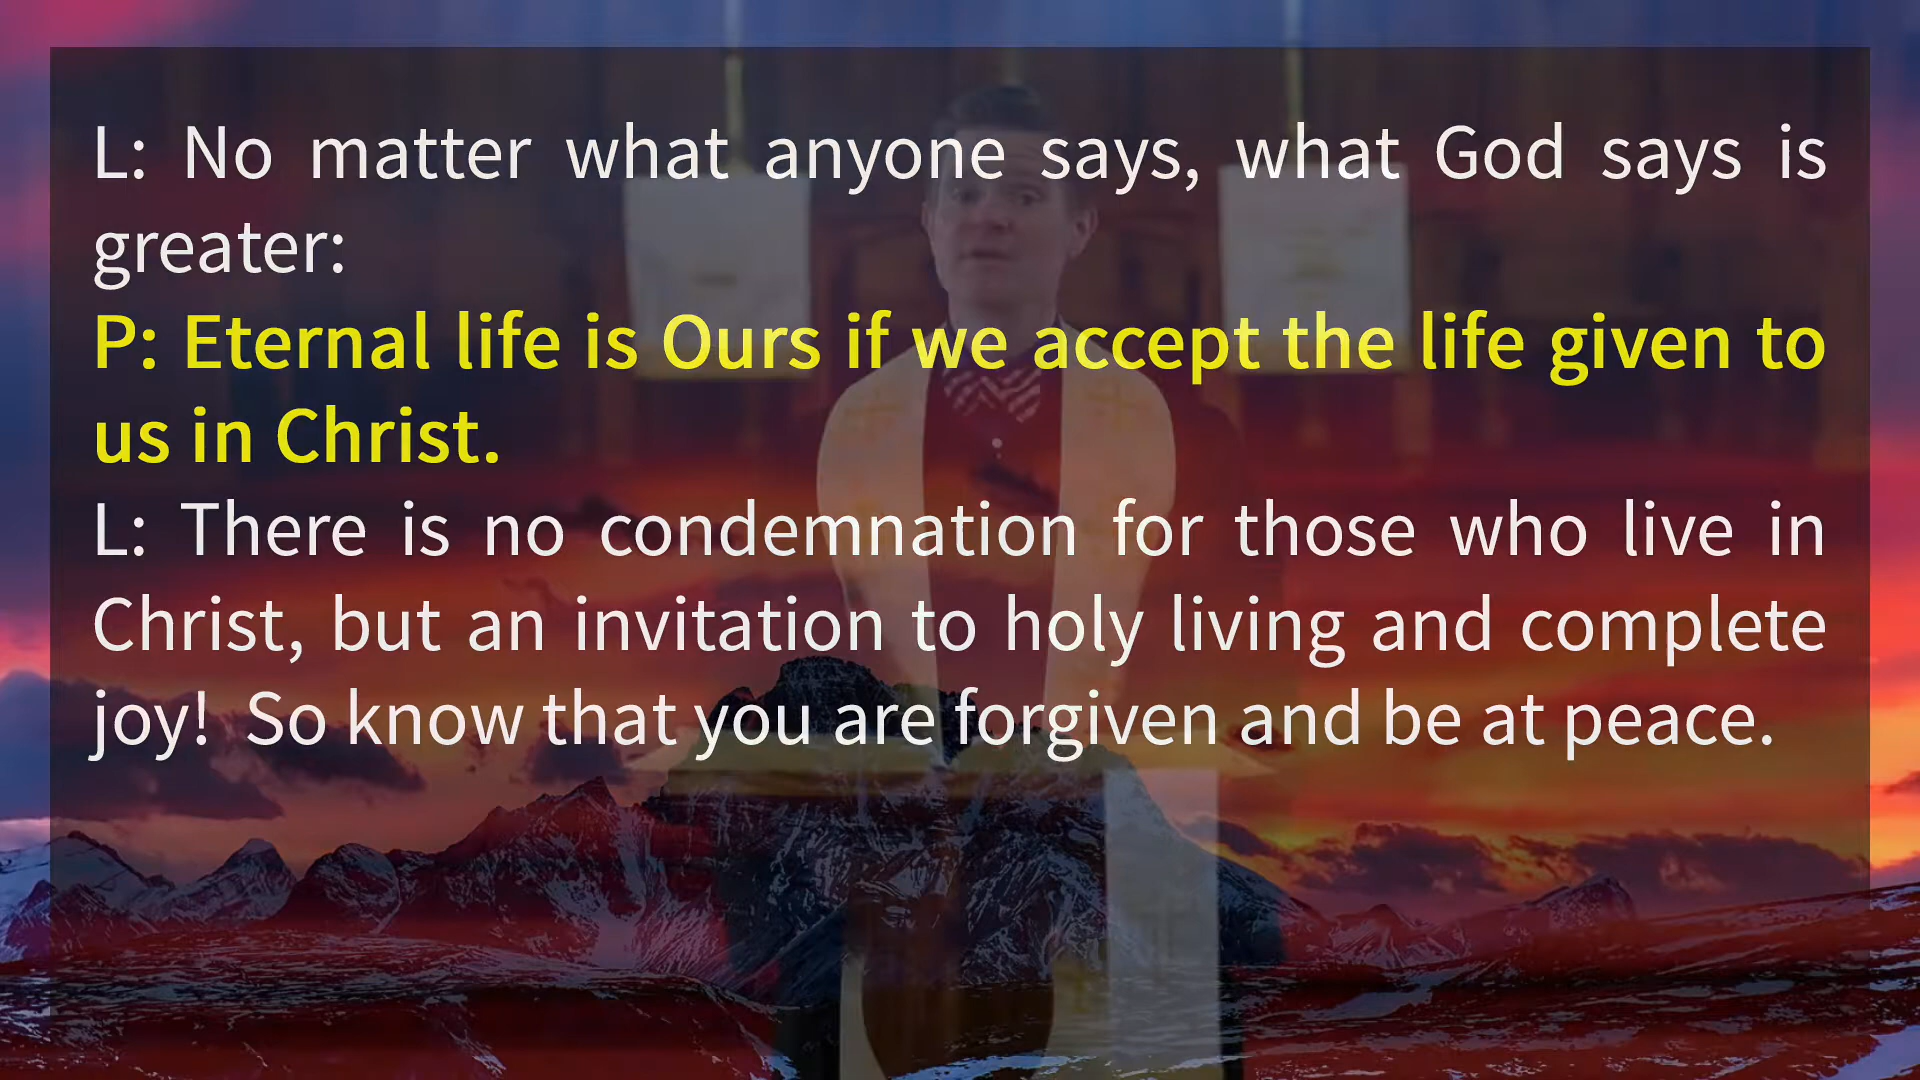 L: No matter what anyone says, what God says is
greater:
P: Eternal life is Ours if we accept the life given to
us in Christ.
L: There is no condemnation for those who live in
Christ, but an invitation to holy living and complete
joy!  So know that you are forgiven and be at peace.